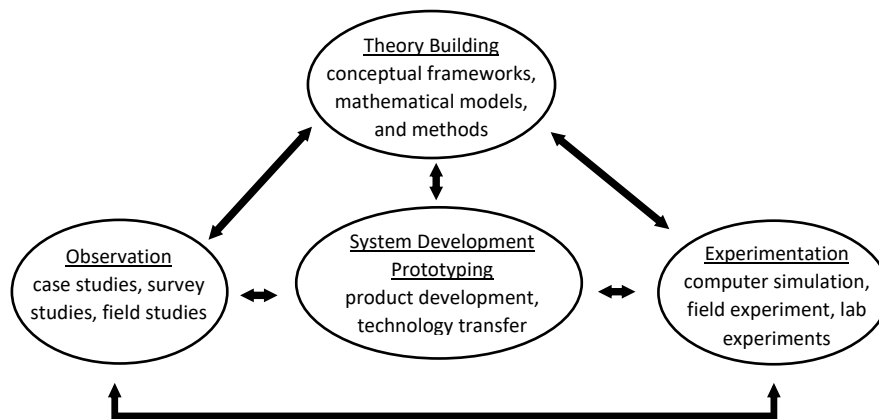 Theory Building
conceptual frameworks,
mathematical models,
and methods
Observation
case studies, survey
studies, field studies
System Development
Prototyping
product development,
technology transfer
Experimentation
computer simulation,
field experiment, lab
experiments